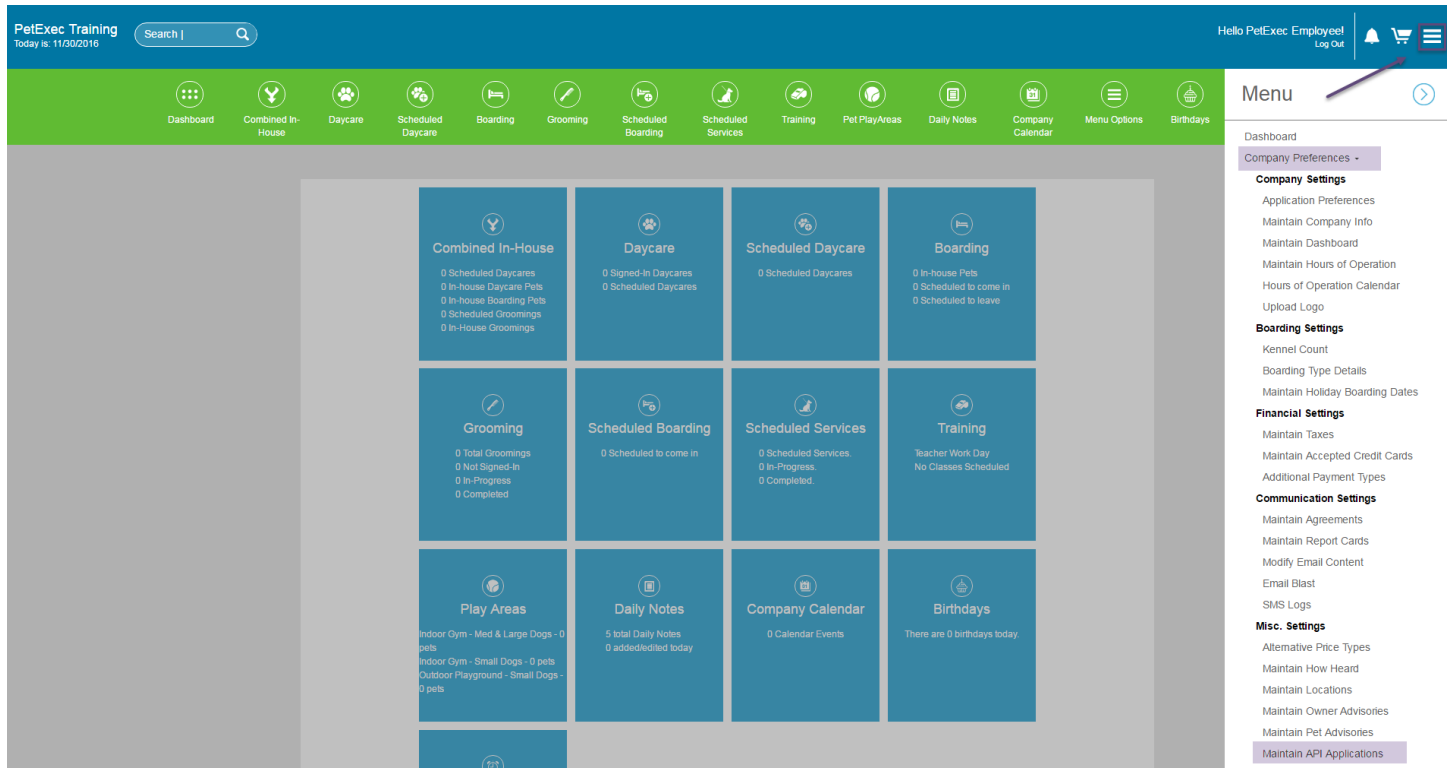 PetExec Training
Today is: 11/30/2016
Search |
Hello PetExec Employee!
Log Out
Dashboard
Combined In-
House
Daycare
Scheduled
Daycare
Boarding
Grooming
Scheduled
Boarding
Scheduled
Services
Training
Pet PlayAreas
Daily Notes
31
Company
Calendar
Menu Options
Birthdays
Combined In-House
0 Scheduled Daycares
0 In-house Daycare Pets
0 In-house Boarding Pets
0 Scheduled Groomings
0 In-House Groomings
Daycare
0 Signed-In Daycares
0 Scheduled Daycares
Scheduled Daycare
0 Scheduled Daycares
Boarding
0 In-house Pets
0 Scheduled to come in
0 Scheduled to leave
Grooming
0 Total Groomings
0 Not Signed-In
0 In-Progress
0 Completed
Scheduled Boarding
0 Scheduled to come in
Scheduled Services
0 Scheduled Services.
0 In-Progress.
0 Completed.
Training
Teacher Work Day
No Classes Scheduled
Play Areas
Indoor Gym - Med & Large Dogs - 0
pets
Indoor Gym - Small Dogs - 0 pets
Outdoor Playground - Small Dogs -
0 pets
Daily Notes
5 total Daily Notes
0 added/edited today
Company Calendar
0 Calendar Events
Birthdays
There are 0 birthdays today.
Menu
Dashboard
Company Preferences
Company Settings
Application Preferences
Maintain Company Info
Maintain Dashboard
Maintain Hours of Operation
Hours of Operation Calendar
Upload Logo
Boarding Settings
Kennel Count
Boarding Type Details
Maintain Holiday Boarding Dates
Financial Settings
Maintain Taxes
Maintain Accepted Credit Cards
Additional Payment Types
Communication Settings
Maintain Agreements
Maintain Report Cards
Modify Email Content
Email Blast
SMS Logs
Misc. Settings
Alternative Price Types
Maintain How Heard
Maintain Locations
Maintain Owner Advisories
Maintain Pet Advisories
Maintain API Applications